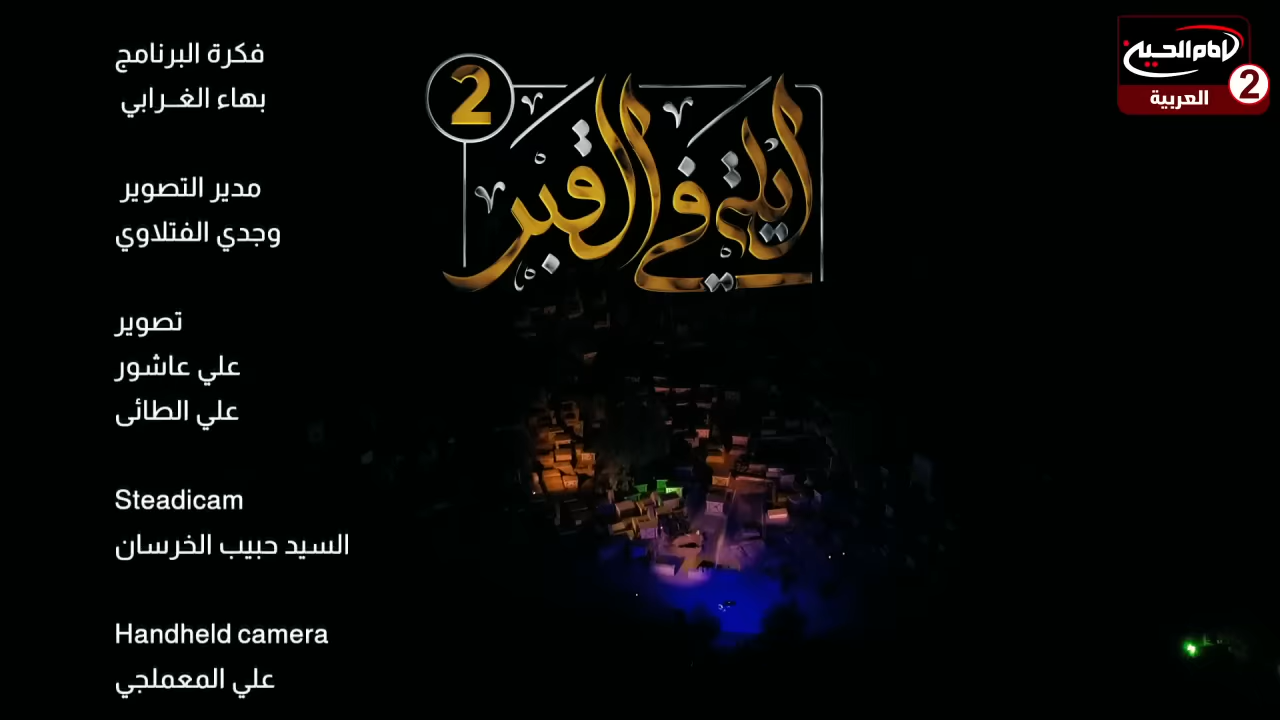 فكرة البرنامج
بهاء الغـرابي
مدير التصوير
وجدي الفتلاوي
تصوير
علي عاشور
علي الطائى
Steadicam
السيد حبيب الخرسان
Handheld camera
علي المعملجي
2
ليلتي في القبر
الإمام الحسين
2
العربية